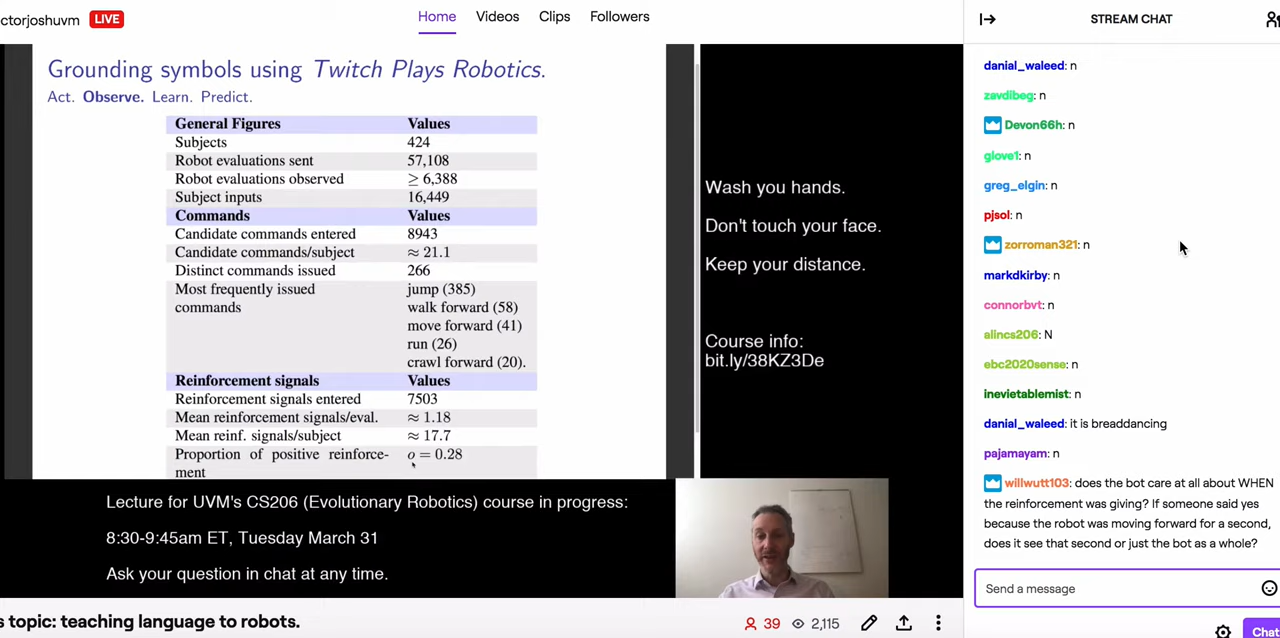 ctorjoshuvm LIVE
Home Videos Clips Followers
Grounding symbols using Twitch Plays Robotics.
Act. Observe. Learn. Predict.
General Figures Values
Subjects 424
Robot evaluations sent 57,108
Robot evaluations observed ≥ 6,388
Subject inputs 16,449
Commands Values
Candidate commands entered 8943
Candidate commands/subject ≈ 21.1
Distinct commands issued 266
Most frequently issued jump (385)
commands walk forward (58)
move forward (41)
run (26)
crawl forward (20).
Reinforcement signals Values
Reinforcement signals entered 7503
Mean reinforcement signals/eval. ≈ 1.18
Mean reinf. signals/subject ≈ 17.7
Proportion of positive reinforce- o = 0.28
ment
Wash you hands.
Don't touch your face.
Keep your distance.
Course info:
bit.ly/38KZ3De
Lecture for UVM's CS206 (Evolutionary Robotics) course in progress:
8:30-9:45am ET, Tuesday March 31
Ask your question in chat at any time.
s topic: teaching language to robots.
39 2,115
STREAM CHAT
danial_waleed: n
zavdibeg: n
Devon66h: n
glove1: n
greg_elgin: n
pjsol: n
zorroman321: n
markdkirby: n
connorbvt: n
alincs206: N
ebc2020sense: n
inevietablemist: n
danial_waleed: it is breaddancing
pajamayam: n
willwutt103: does the bot care at all about WHEN
the reinforcement was giving? If someone said yes
because the robot was moving forward for a second,
does it see that second or just the bot as a whole?
Send a message
Chat